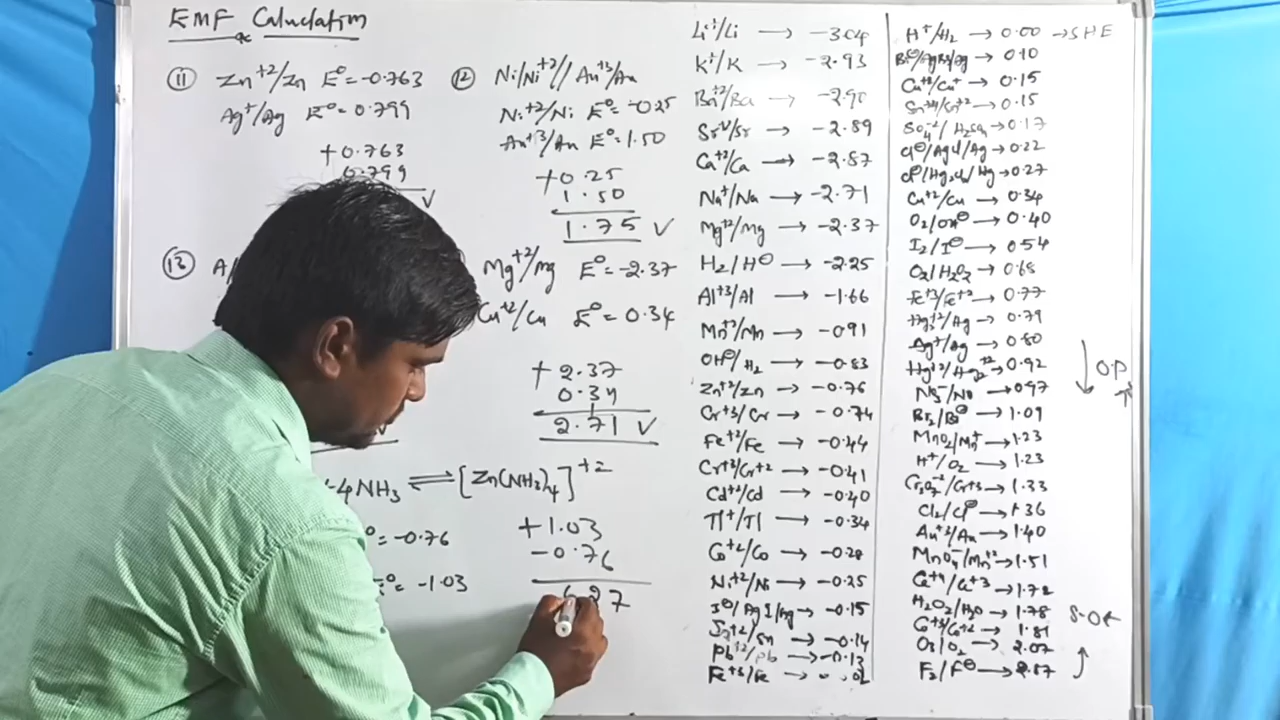 EMF Caluclation
(11) Zn+2/Zn E°= -0.763
Ag+/Ag E°= 0.799
+0.763
0.799
V
(12) Ni/Ni+2//Au+3/Au
Ni+2/Ni E°= -0.25
Au+3/Au E°= 1.50
+0.25
1.50
1.75 V
(13) A
Mg+2/Mg E°= -2.37
Cu+2/Cu E°= 0.34
+2.37
0.34
2.71 V
4NH3 ⇌ [Zn(NH3)4]+2
°= -0.76
E°= -1.03
+1.03
-0.76
27
Li+/Li → -3.04
K+/K → -2.93
Ba+2/Ba → -2.90
Sr+2/Sr → -2.89
Ca+2/Ca → -2.87
Na+/Na → -2.71
Mg+2/Mg → -2.37
H2/H⊖ → -2.25
Al+3/Al → -1.66
Mn+2/Mn → -0.91
OH⊖/H2 → -0.83
Zn+2/Zn → -0.76
Cr+3/Cr → -0.74
Fe+2/Fe → -0.44
Cr+3/Cr+2 → -0.41
Cd+2/Cd → -0.40
Tl+/Tl → -0.34
Co+2/Co → -0.28
Ni+2/Ni → -0.25
I⊖/AgI/Ag → -0.15
Sn+2/Sn → -0.14
Pb+2/Pb → -0.13
Fe+3/Fe →
H+/H2 → 0.00 → SHE
Br⊖/AgBr/Ag → 0.10
Cu+2/Cu+ → 0.15
Sn+4/Sn+2 → 0.15
SO4-2/ → 0.17
Cl⊖/AgCl/Ag → 0.22
Cl⊖/Hg2Cl2/Hg → 0.27
Cu+2/Cu → 0.34
O2/OH⊖ → 0.40
I2/I⊖ → 0.54
O2/H2O2 → 0.68
Fe+3/Fe+2 → 0.77
→ 0.79
Ag+/Ag → 0.80
Hg+2/Hg2+2 → 0.92
NO3-/NO → 0.97
Br2/Br⊖ → 1.09
MnO2/Mn → 1.23
H+/O2 → 1.23
Cr2O7-2/Cr+3 → 1.33
Cl2/Cl⊖ → 1.36
Au+3/Au → 1.40
MnO4-/Mn+2 → 1.51
Ce+4/Ce+3 → 1.72
H2O2/H2O → 1.78
Co+3/Co+2 → 1.81
O3/O2 → 2.07
F2/F⊖ → 2.87
↓ OP ↑
S.O ←
↑